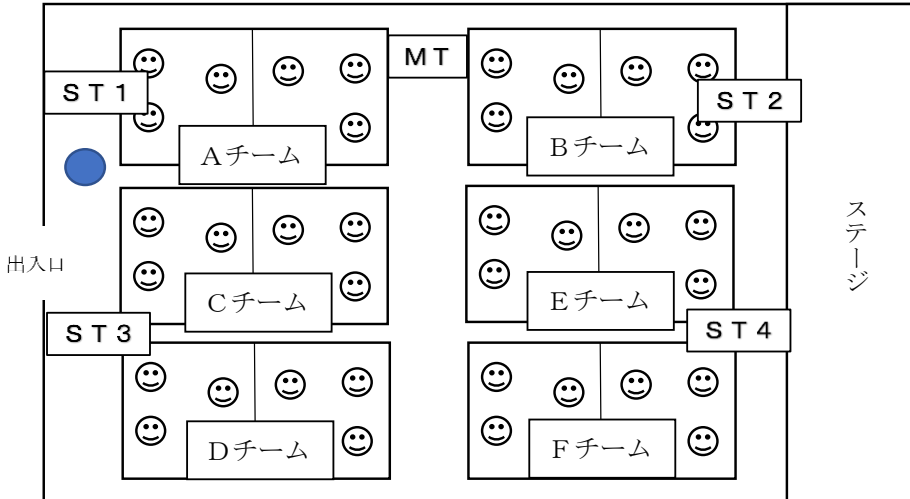 ＭＴ
ＳＴ１
ＳＴ２
Ａチーム
Ｂチーム
ステージ
出入口
Ｃチーム
Ｅチーム
ＳＴ３
ＳＴ４
Ｄチーム
Ｆチーム